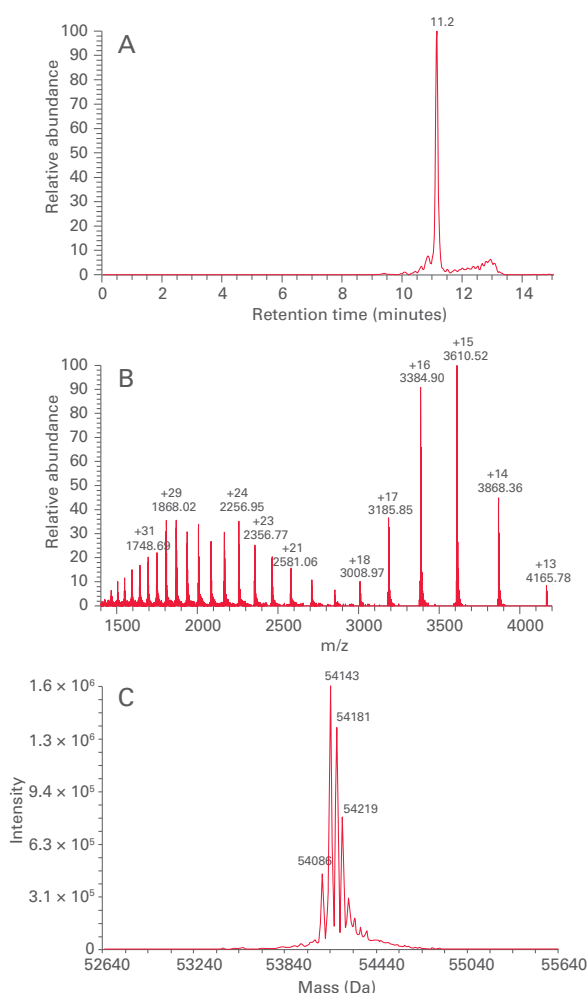 A
11.2
Relative abundance
100
90
80
70
60
50
40
30
20
10
0
0 2 4 6 8 10 12 14
Retention time (minutes)
B
Relative abundance
100
90
80
70
60
50
40
30
20
10
0
+31
1748.69
+29
1868.02
+24
2256.95
+23
2356.77
+21
2581.06
+18
3008.97
+17
3185.85
+16
3384.90
+15
3610.52
+14
3868.36
+13
4165.78
1500 2000 2500 3000 3500 4000
m/z
C
Intensity
1.6 × 10⁶
1.3 × 10⁶
9.4 × 10⁵
6.3 × 10⁵
3.1 × 10⁵
0
54086
54143
54181
54219
52640 53240 53840 54440 55040 55640
Mass (Da)